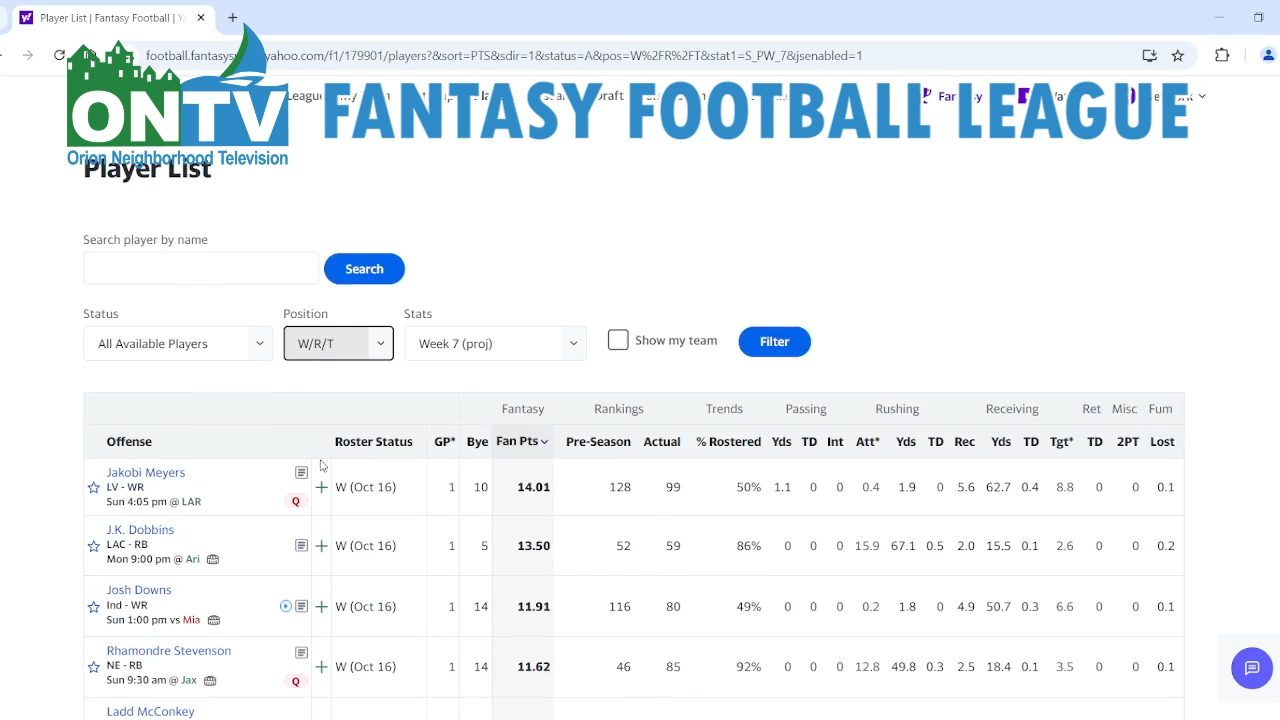 Player List | Fantasy Football | Ya
football.fantasysp yahoo.com/f1/179901/players?&sort=PTS&sdir=1&status=A&pos=W%2FR%2FT&stat1=S_PW_7&jsenabled=1
ONTV
Orion Neighborhood Television
FANTASY FOOTBALL LEAGUE
League
Draft
Fantasy
Player List
Search player by name
Search
Status
Position
Stats
All Available Players
W/R/T
Week 7 (proj)
Show my team
Filter
Fantasy Rankings Trends Passing Rushing Receiving Ret Misc Fum
Offense Roster Status GP* Bye Fan Pts Pre-Season Actual % Rostered Yds TD Int Att* Yds TD Rec Yds TD Tgt* TD 2PT Lost
Jakobi Meyers
LV - WR
Sun 4:05 pm @ LAR
Q
W (Oct 16) 1 10 14.01 128 99 50% 1.1 0 0 0.4 1.9 0 5.6 62.7 0.4 8.8 0 0 0.1
J.K. Dobbins
LAC - RB
Mon 9:00 pm @ Ari
W (Oct 16) 1 5 13.50 52 59 86% 0 0 0 15.9 67.1 0.5 2.0 15.5 0.1 2.6 0 0 0.2
Josh Downs
Ind - WR
Sun 1:00 pm vs Mia
W (Oct 16) 1 14 11.91 116 80 49% 0 0 0 0.2 1.8 0 4.9 50.7 0.3 6.6 0 0 0.1
Rhamondre Stevenson
NE - RB
Sun 9:30 am @ Jax
Q
W (Oct 16) 1 14 11.62 46 85 92% 0 0 0 12.8 49.8 0.3 2.5 18.4 0.1 3.5 0 0 0.1
Ladd McConkey